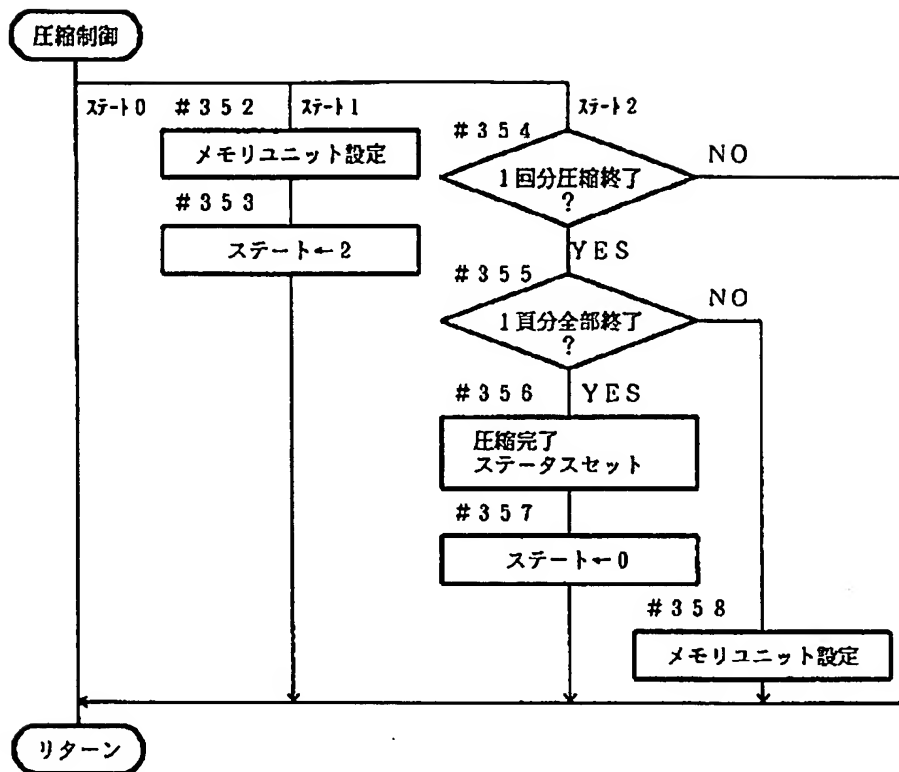 圧縮制御
ステート0
#352
ステート1
ステート2
メモリユニット設定
#353
ステート←2
#354
1回分圧縮終了
?
NO
YES
#355
1頁分全部終了
?
NO
#356
YES
圧縮完了
ステータスセット
#357
ステート←0
#358
メモリユニット設定
リターン